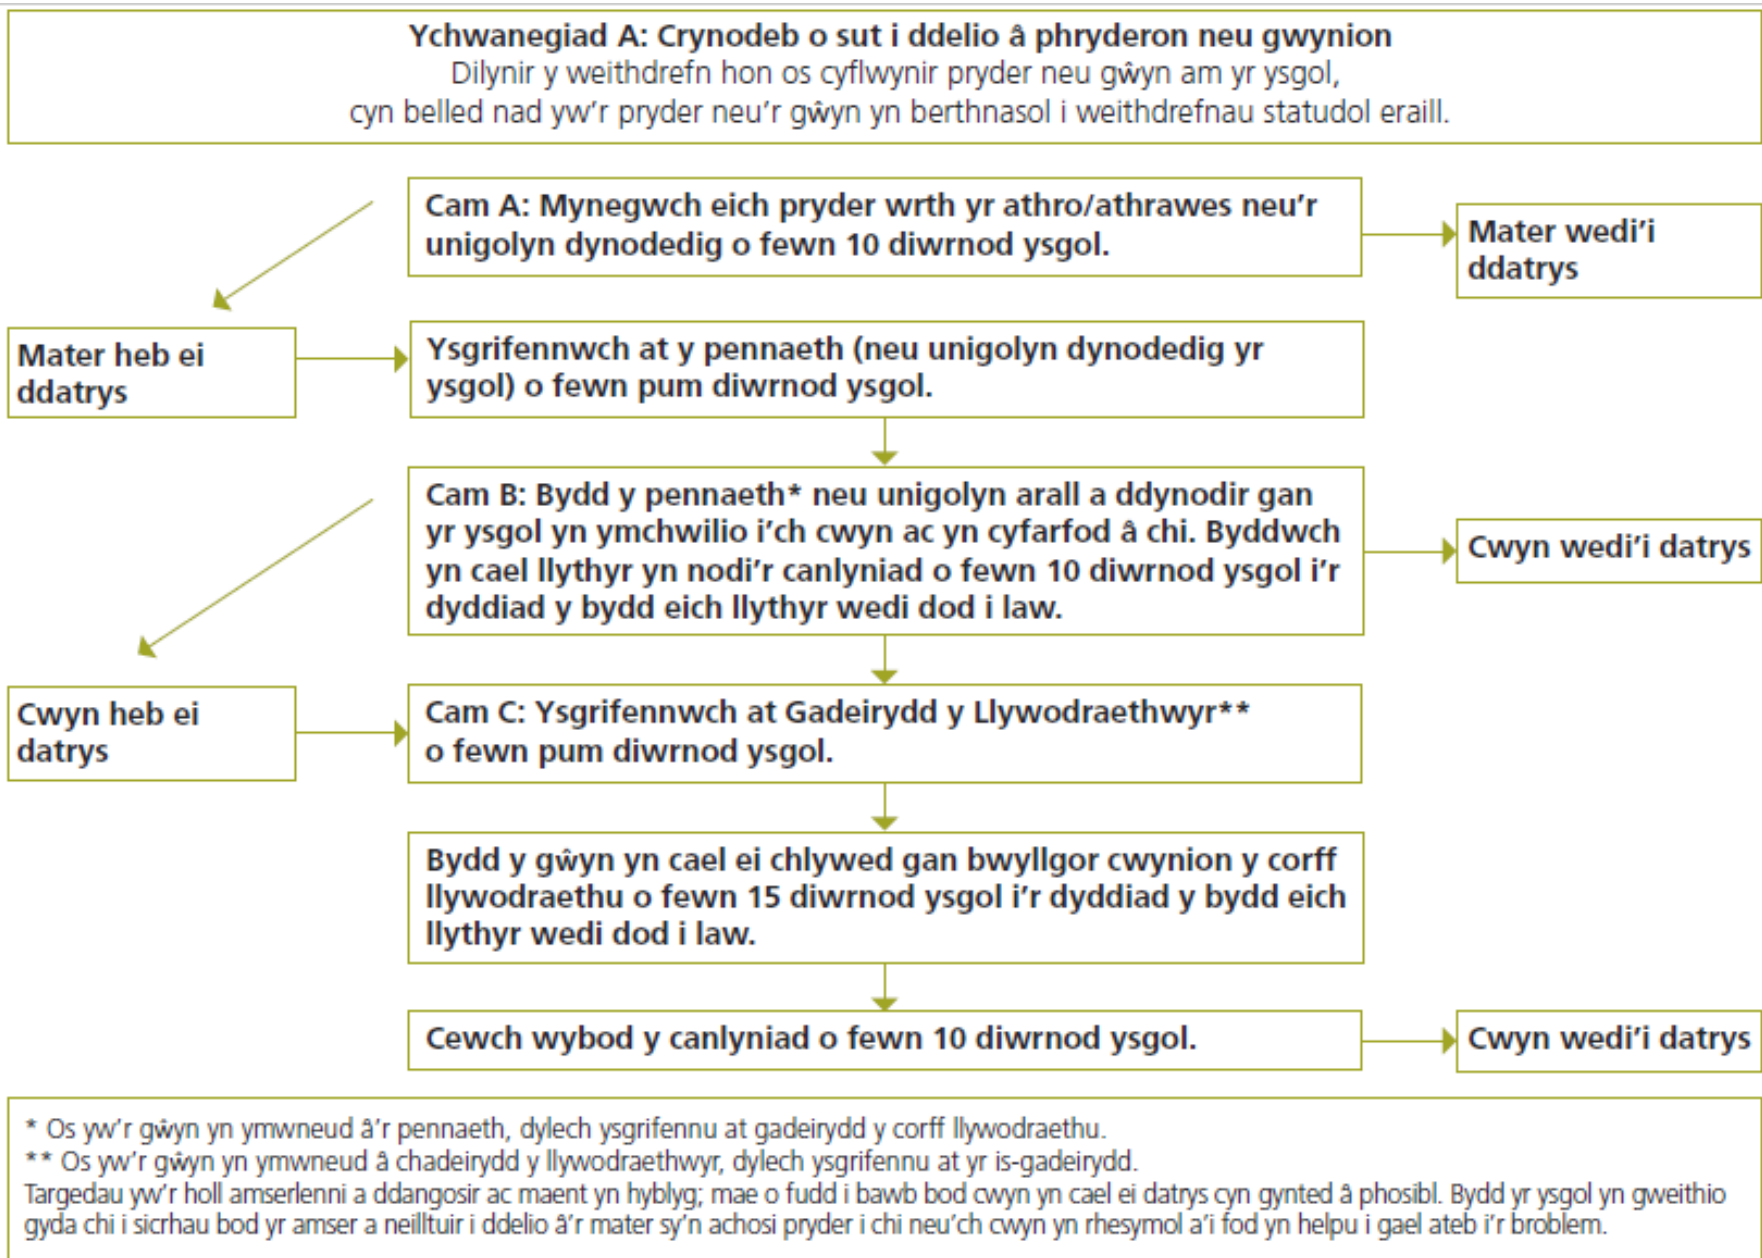 Ychwanegiad A: Crynodeb o sut i ddelio â phryderon neu gwynion
Dilynir y weithdrefn hon os cyflwynir pryder neu gŵyn am yr ysgol,
cyn belled nad yw'r pryder neu'r gŵyn yn berthnasol i weithdrefnau statudol eraill.
Cam A: Mynegwch eich pryder wrth yr athro/athrawes neu'r
unigolyn dynodedig o fewn 10 diwrnod ysgol.
Mater wedi'i
ddatrys
Mater heb ei
ddatrys
Ysgrifennwch at y pennaeth (neu unigolyn dynodedig yr
ysgol) o fewn pum diwrnod ysgol.
Cam B: Bydd y pennaeth* neu unigolyn arall a ddynodir gan
yr ysgol yn ymchwilio i'ch cwyn ac yn cyfarfod â chi. Byddwch
yn cael llythyr yn nodi'r canlyniad o fewn 10 diwrnod ysgol i'r
dyddiad y bydd eich llythyr wedi dod i law.
Cwyn wedi'i datrys
Cwyn heb ei
datrys
Cam C: Ysgrifennwch at Gadeirydd y Llywodraethwyr**
o fewn pum diwrnod ysgol.
Bydd y gŵyn yn cael ei chlywed gan bwyllgor cwynion y corff
llywodraethu o fewn 15 diwrnod ysgol i'r dyddiad y bydd eich
llythyr wedi dod i law.
Cewch wybod y canlyniad o fewn 10 diwrnod ysgol.
Cwyn wedi'i datrys
* Os yw'r gŵyn yn ymwneud â'r pennaeth, dylech ysgrifennu at gadeirydd y corff llywodraethu.
** Os yw'r gŵyn yn ymwneud â chadeirydd y llywodraethwyr, dylech ysgrifennu at yr is-gadeirydd.
Targedau yw'r holl amserlenni a ddangosir ac maent yn hyblyg; mae o fudd i bawb bod cwyn yn cael ei datrys cyn gynted â phosibl. Bydd yr ysgol yn gweithio
gyda chi i sicrhau bod yr amser a neilltuir i ddelio â'r mater sy'n achosi pryder i chi neu'ch cwyn yn rhesymol a'i fod yn helpu i gael ateb i'r broblem.